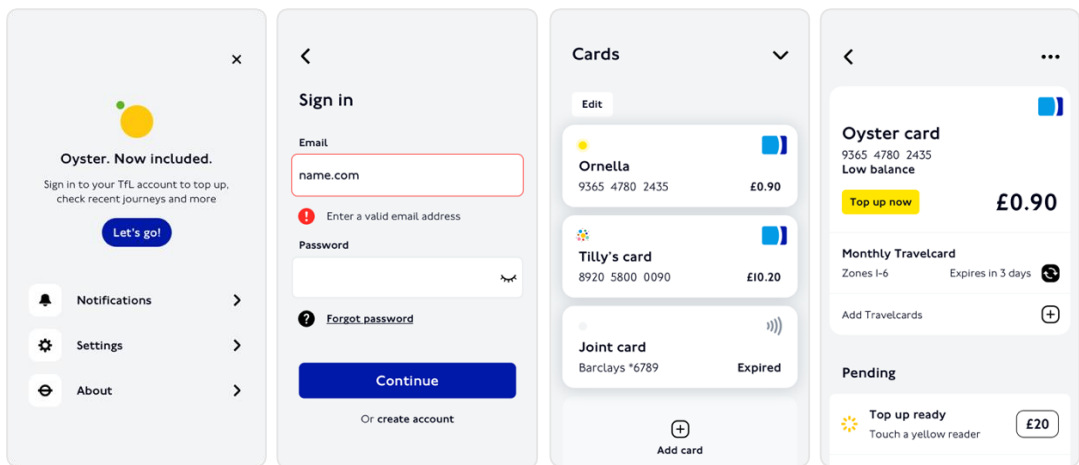 Oyster. Now included.
Sign in to your TfL account to top up,
check recent journeys and more
Let's go!
Notifications
Settings
About
Sign in
Email
name.com
Enter a valid email address
Password
Forgot password
Continue
Or create account
Cards
Edit
Ornella
9365 4780 2435 £0.90
Tilly's card
8920 5800 0090 £10.20
Joint card
Barclays *6789 Expired
Add card
Oyster card
9365 4780 2435
Low balance
Top up now £0.90
Monthly Travelcard
Zones 1-6 Expires in 3 days
Add Travelcards
Pending
Top up ready
Touch a yellow reader
£20